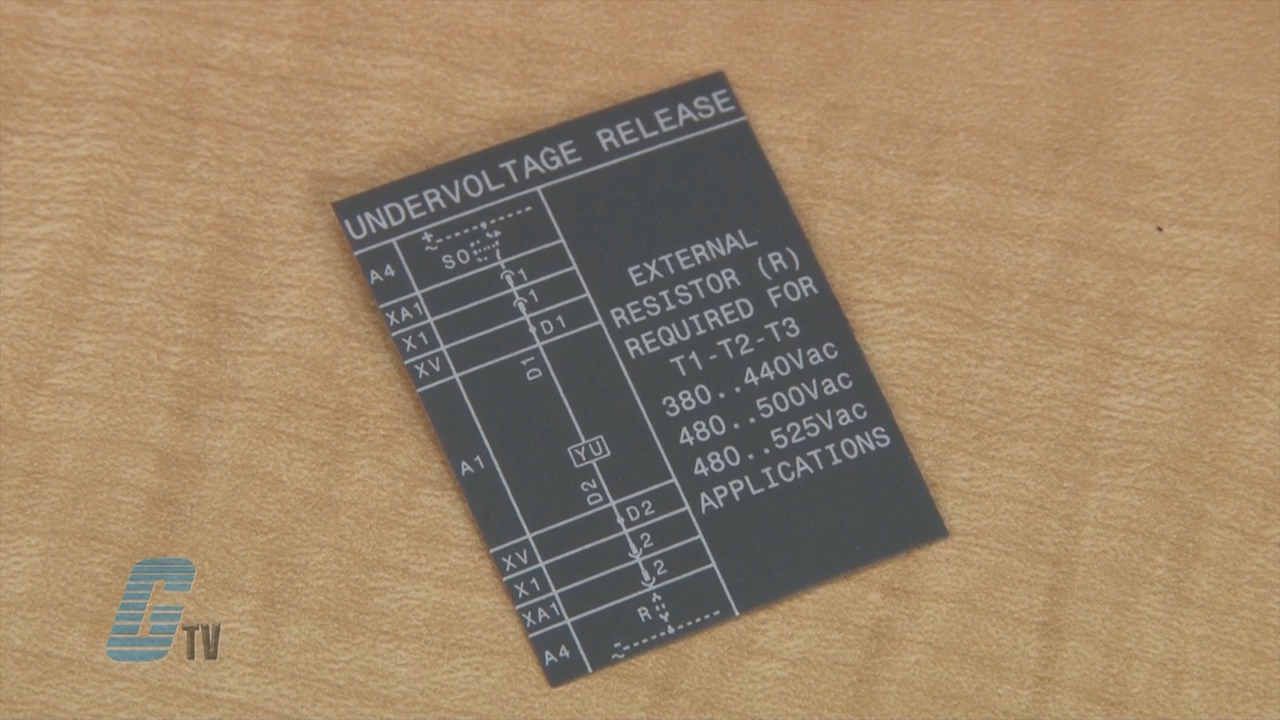 UNDERVOLTAGE RELEASE
A4
SO
XA1
1
X1
1
XV
D1
D1
A1
YU
D2
XV
D2
X1
2
XA1
2
A4
R
EXTERNAL
RESISTOR (R)
REQUIRED FOR
T1-T2-T3
380..440Vac
480..500Vac
480..525Vac
APPLICATIONS
GTV